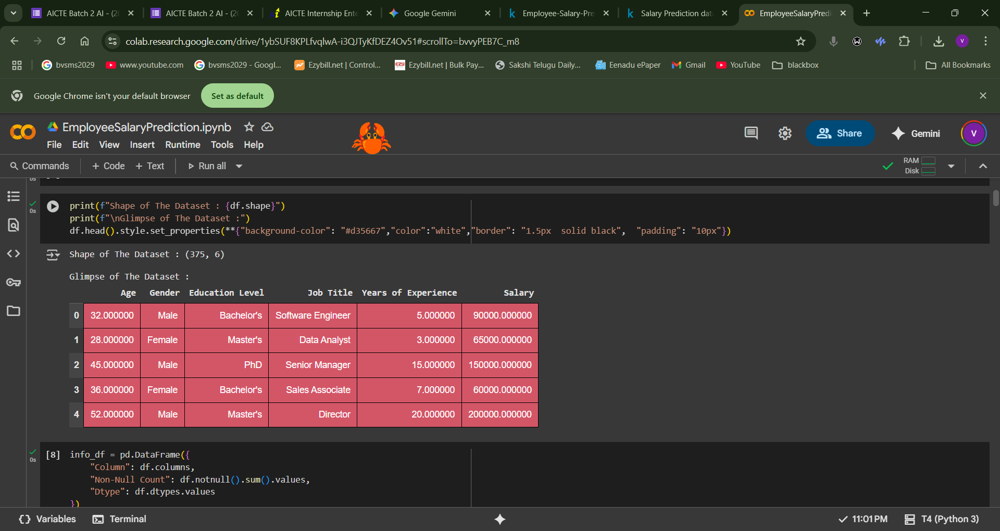 AICTE Batch 2 AI - (2
AICTE Batch 2 AI - (2
AICTE Internship Ente
Google Gemini
Employee-Salary-Pre
Salary Prediction dat
EmployeeSalaryPredi
colab.research.google.com/drive/1ybSUF8KPLfvqlwA-i3QJTyKfDEZ4Ov51#scrollTo=bvvyPEB7C_m8
V
bvsms2029
www.youtube.com
bvsms2029 - Googl...
Ezybill.net | Control...
EZY
Ezybill.net | Bulk Pay...
Sakshi Telugu Daily...
Eenadu ePaper
Gmail
YouTube
blackbox
All Bookmarks
Google Chrome isn't your default browser
Set as default
EmployeeSalaryPrediction.ipynb
File Edit View Insert Runtime Tools Help
Share
Gemini
V
Commands
+ Code
+ Text
Run all
RAM
Disk
0s
0s
print(f"Shape of The Dataset : {df.shape}")
print(f"\nGlimpse of The Dataset :")
df.head().style.set_properties(**{"background-color": "#d35667","color":"white","border": "1.5px  solid black",  "padding": "10px"})
Shape of The Dataset : (375, 6)
Glimpse of The Dataset :
Age Gender Education Level Job Title Years of Experience Salary
0 32.000000 Male Bachelor's Software Engineer 5.000000 90000.000000
1 28.000000 Female Master's Data Analyst 3.000000 65000.000000
2 45.000000 Male PhD Senior Manager 15.000000 150000.000000
3 36.000000 Female Bachelor's Sales Associate 7.000000 60000.000000
4 52.000000 Male Master's Director 20.000000 200000.000000
0s
[8] info_df = pd.DataFrame({
"Column": df.columns,
"Non-Null Count": df.notnull().sum().values,
"Dtype": df.dtypes.values
})
Variables
Terminal
11:01 PM
T4 (Python 3)